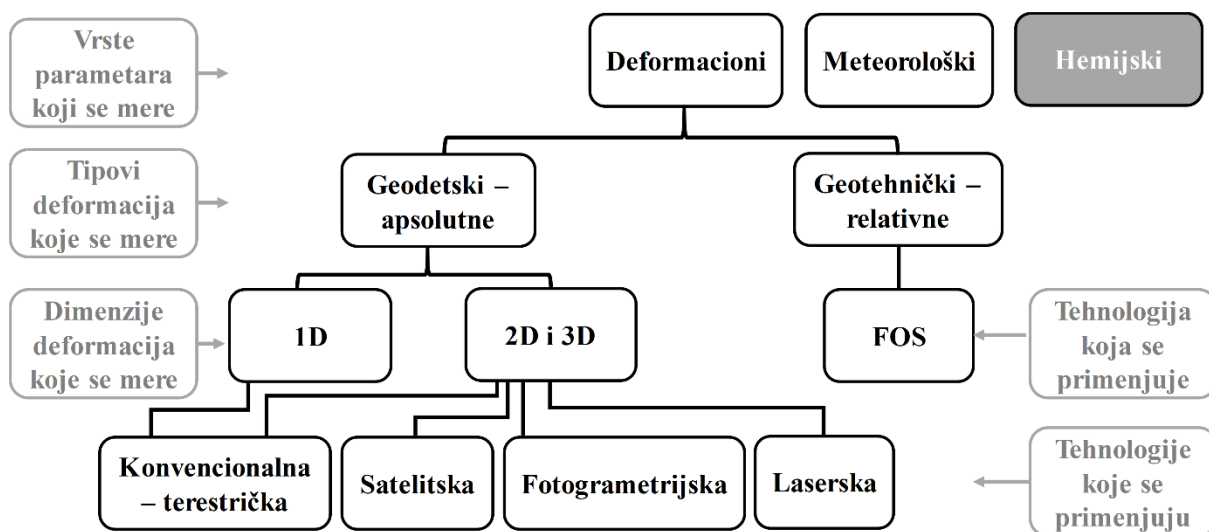 Vrste
parametara
koji se mere
Deformacioni
Meteorološki
Hemijski
Tipovi
deformacija
koje se mere
Geodetski –
apsolutne
Geotehnički –
relativne
Dimenzije
deformacija
koje se mere
1D
2D i 3D
FOS
Tehnologija
koja se
primenjuje
Konvencionalna
– terestrička
Satelitska
Fotogrametrijska
Laserska
Tehnologije
koje se
primenjuju